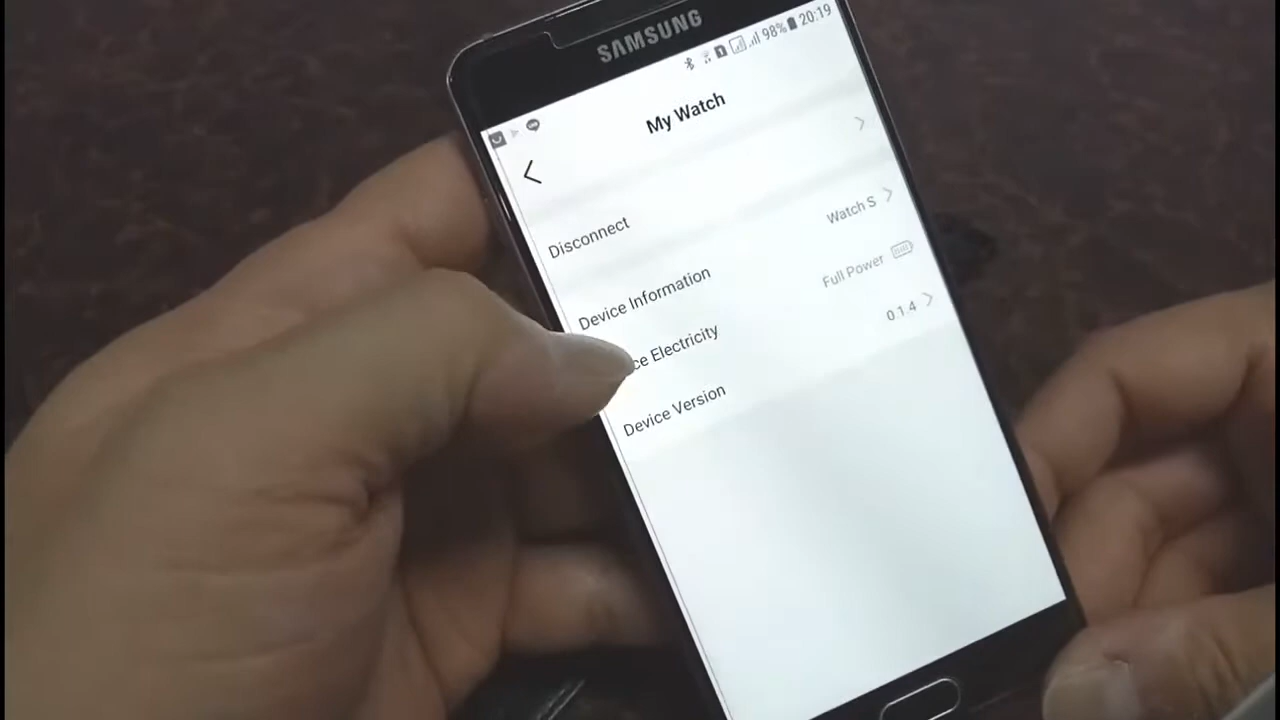 SAMSUNG
98% 20:19
My Watch
Disconnect
Device Information Watch S
ce Electricity Full Power
Device Version 0.1.4